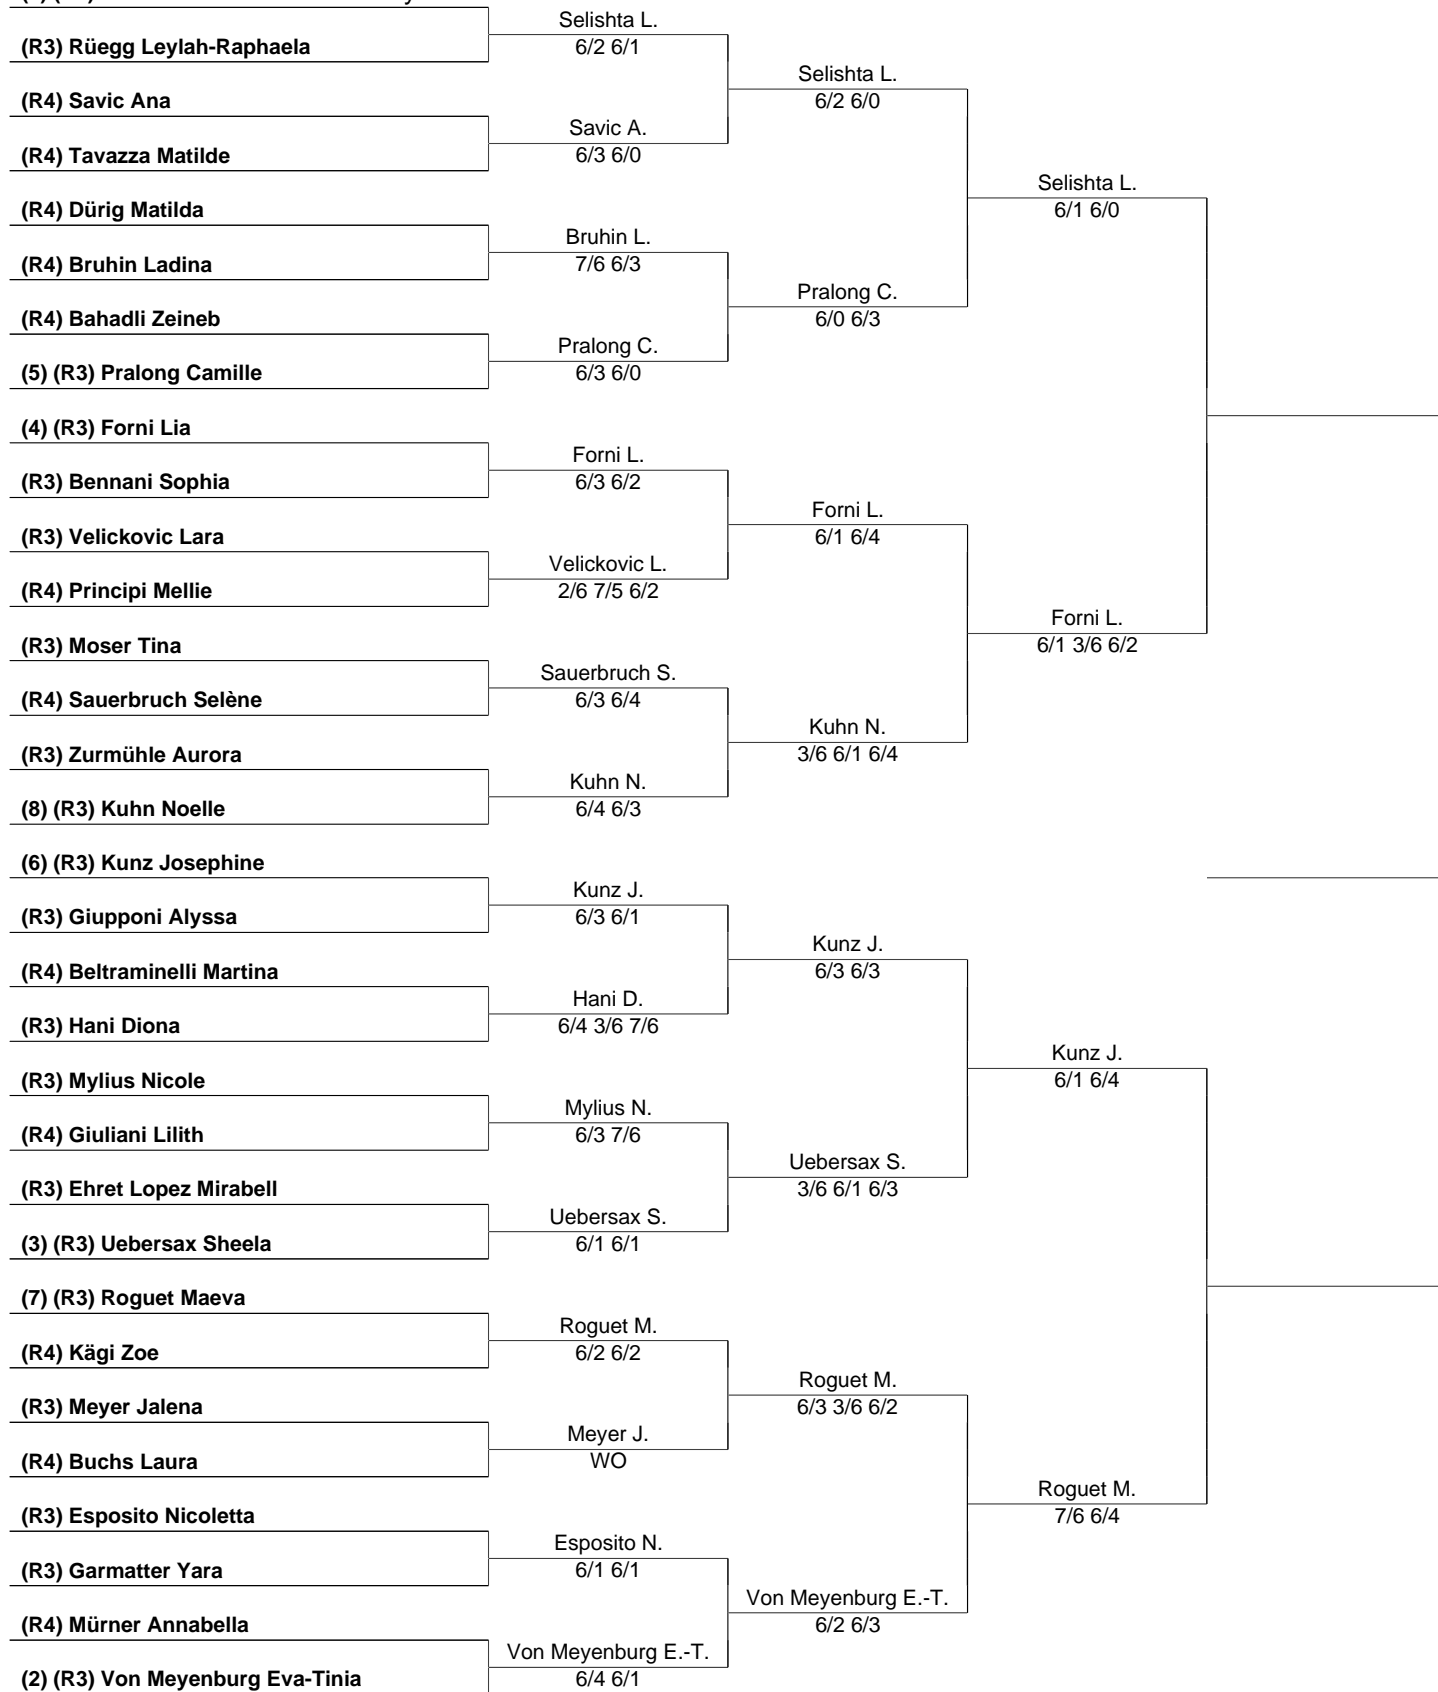 Selishta L.
(R3) Rüegg Leylah-Raphaela
6/2 6/1
Selishta L.
(R4) Savic Ana
6/2 6/0
Savic A.
(R4) Tavazza Matilde
6/3 6/0
Selishta L.
(R4) Dürig Matilda
6/1 6/0
Bruhin L.
(R4) Bruhin Ladina
7/6 6/3
Pralong C.
(R4) Bahadli Zeineb
6/0 6/3
Pralong C.
(5) (R3) Pralong Camille
6/3 6/0
(4) (R3) Forni Lia
Forni L.
(R3) Bennani Sophia
6/3 6/2
Forni L.
(R3) Velickovic Lara
6/1 6/4
Velickovic L.
(R4) Principi Mellie
2/6 7/5 6/2
Forni L.
(R3) Moser Tina
6/1 3/6 6/2
Sauerbruch S.
(R4) Sauerbruch Selène
6/3 6/4
Kuhn N.
(R3) Zurmühle Aurora
3/6 6/1 6/4
Kuhn N.
(8) (R3) Kuhn Noelle
6/4 6/3
(6) (R3) Kunz Josephine
Kunz J.
(R3) Giupponi Alyssa
6/3 6/1
Kunz J.
(R4) Beltraminelli Martina
6/3 6/3
Hani D.
(R3) Hani Diona
6/4 3/6 7/6
Kunz J.
(R3) Mylius Nicole
6/1 6/4
Mylius N.
(R4) Giuliani Lilith
6/3 7/6
Uebersax S.
(R3) Ehret Lopez Mirabell
3/6 6/1 6/3
Uebersax S.
(3) (R3) Uebersax Sheela
6/1 6/1
(7) (R3) Roguet Maeva
Roguet M.
(R4) Kägi Zoe
6/2 6/2
Roguet M.
(R3) Meyer Jalena
6/3 3/6 6/2
Meyer J.
(R4) Buchs Laura
WO
Roguet M.
(R3) Esposito Nicoletta
7/6 6/4
Esposito N.
(R3) Garmatter Yara
6/1 6/1
Von Meyenburg E.-T.
(R4) Mürner Annabella
6/2 6/3
Von Meyenburg E.-T.
(2) (R3) Von Meyenburg Eva-Tinia
6/4 6/1